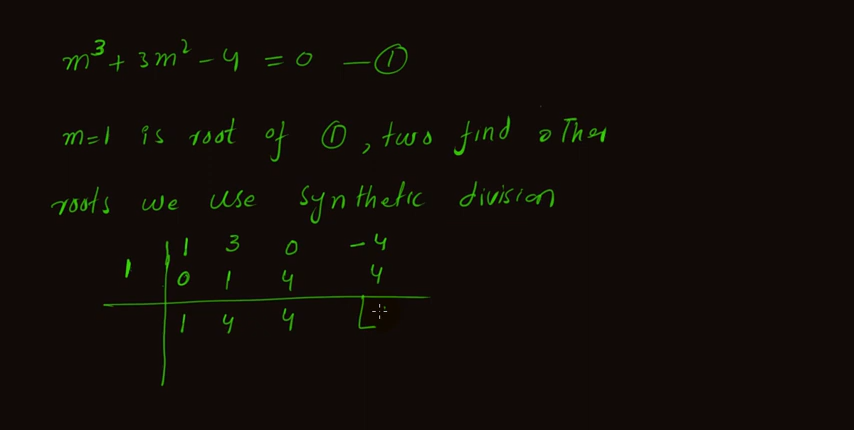 m³ + 3m² - 4 = 0 — ①
m=1 is root of ①, two find other
roots we use synthetic division
1 | 1 3 0 -4
0 1 4 4
1 4 4